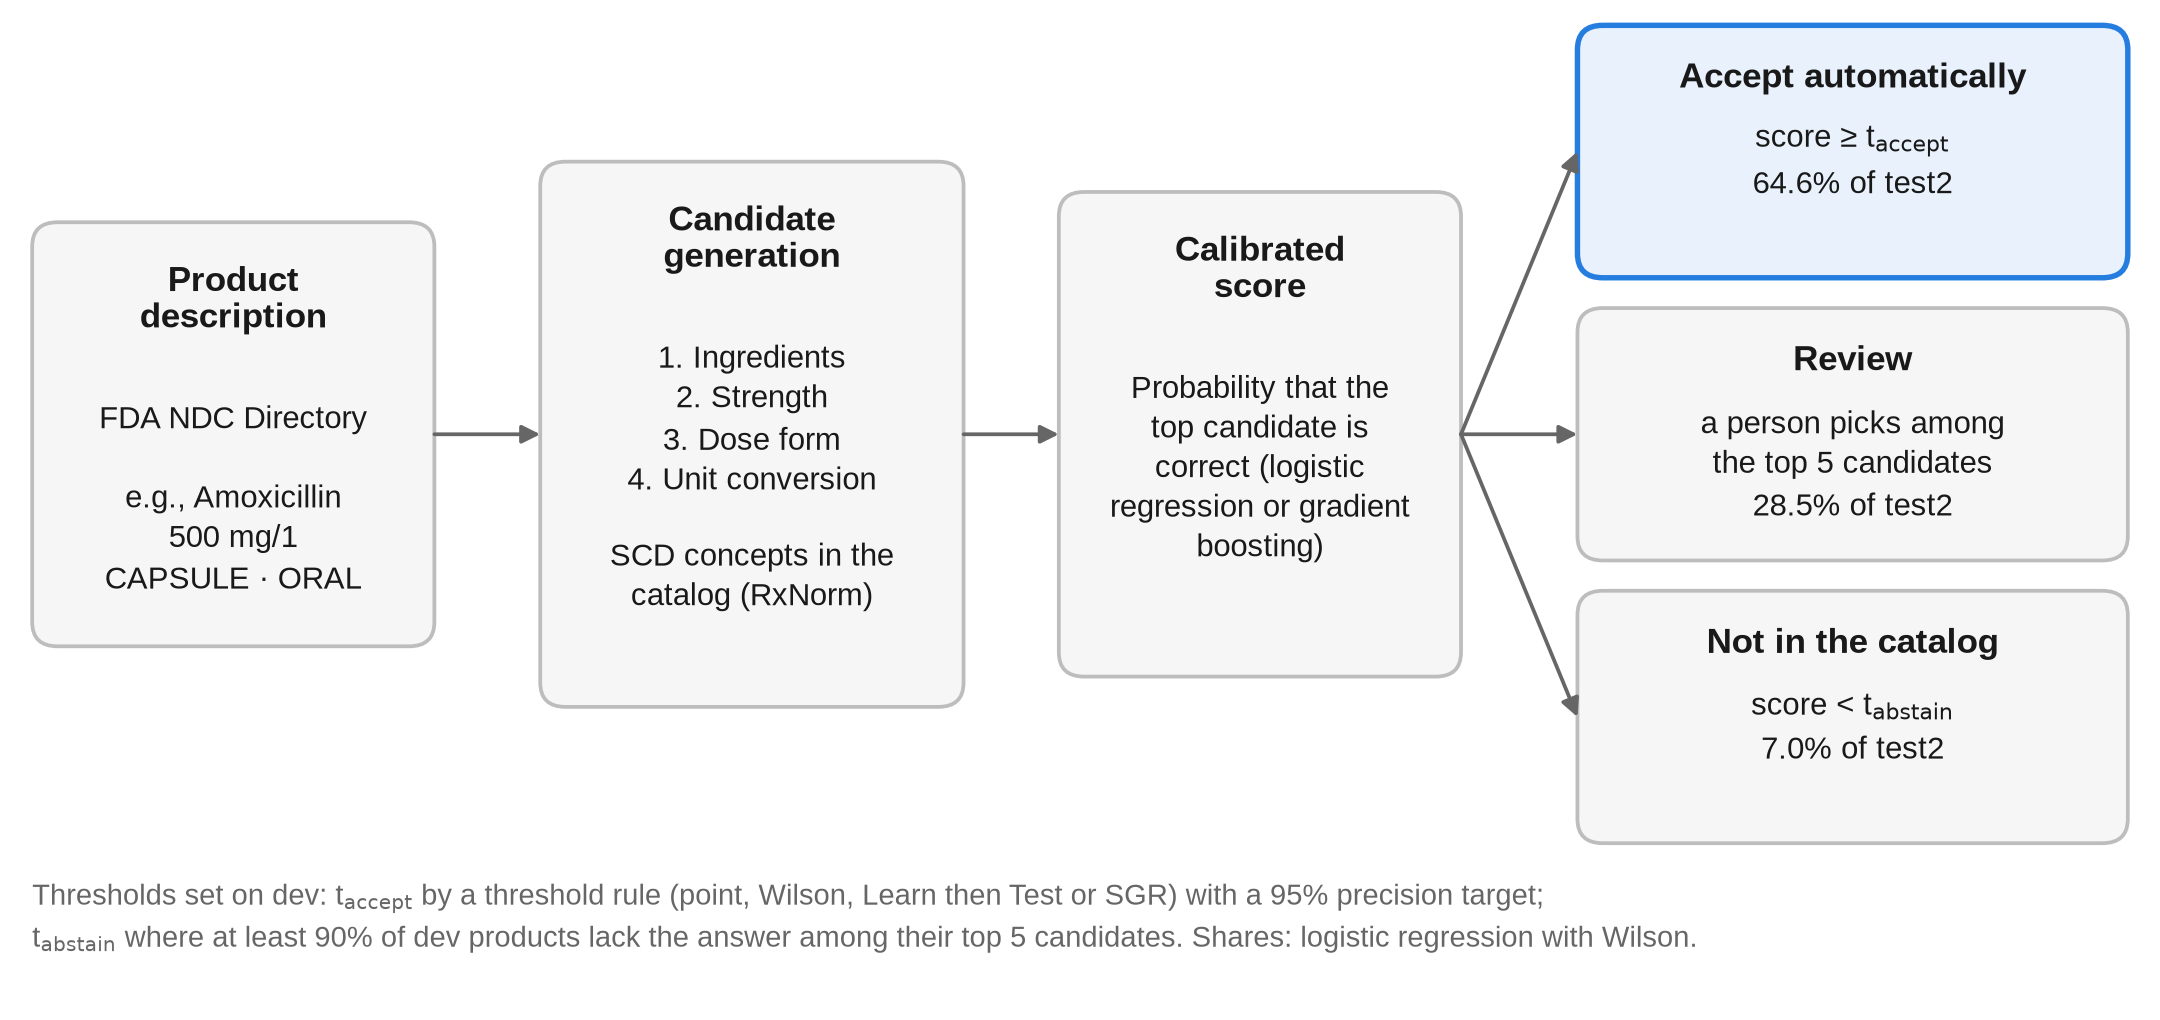 Product
description
FDA NDC Directory
e.g., Amoxicillin
500 mg/1
CAPSULE · ORAL
Candidate
generation
1. Ingredients
2. Strength
3. Dose form
4. Unit conversion
SCD concepts in the
catalog (RxNorm)
Calibrated
score
Probability that the
top candidate is
correct (logistic
regression or gradient
boosting)
Accept automatically
score ≥ taccept
64.6% of test2
Review
a person picks among
the top 5 candidates
28.5% of test2
Not in the catalog
score < tabstain
7.0% of test2
Thresholds set on dev: taccept by a threshold rule (point, Wilson, Learn then Test or SGR) with a 95% precision target;
tabstain where at least 90% of dev products lack the answer among their top 5 candidates. Shares: logistic regression with Wilson.